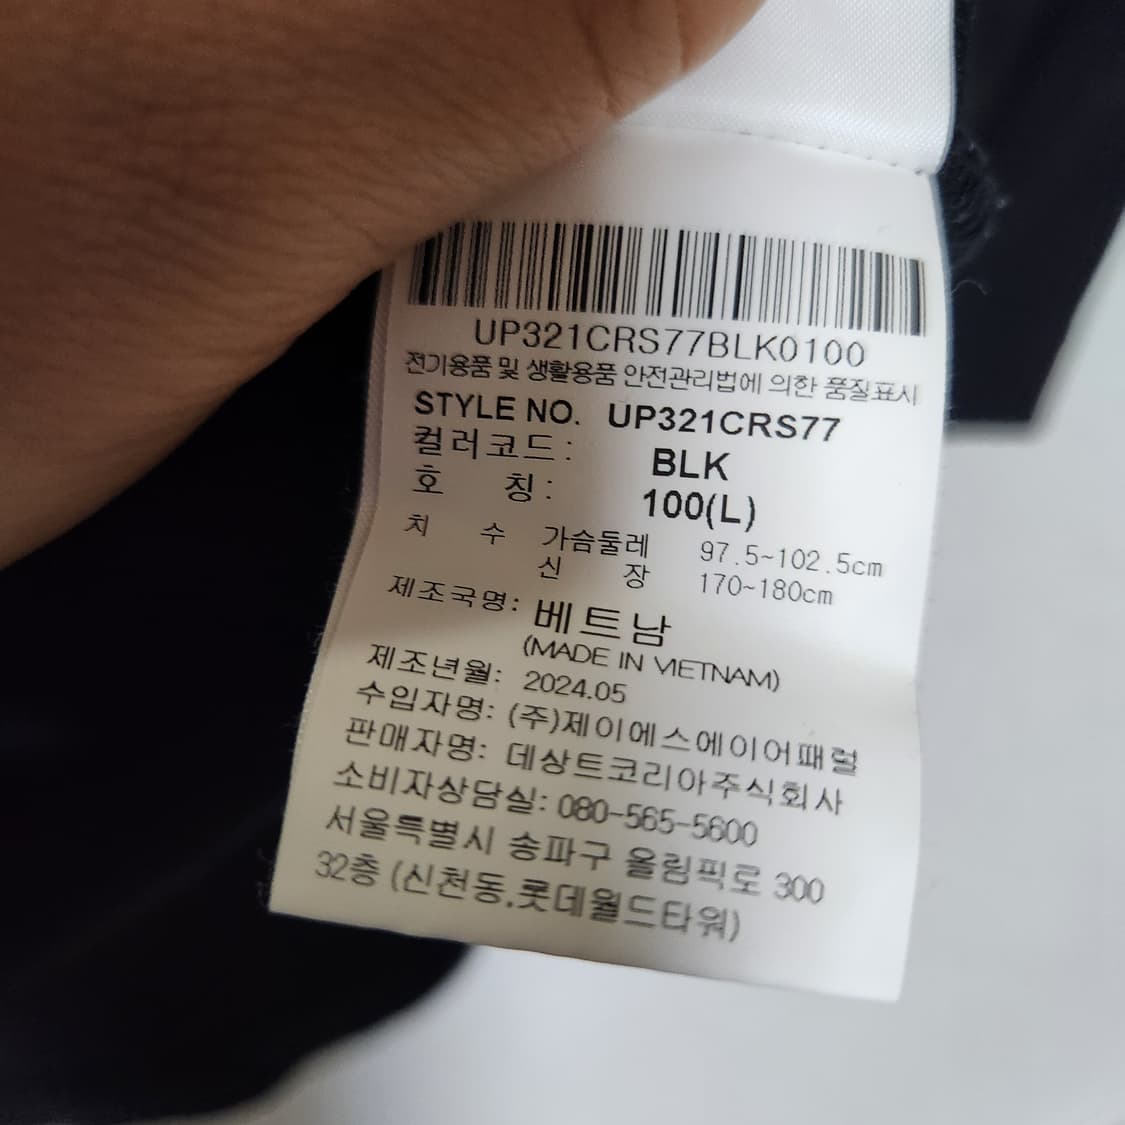 UP321CRS77BLK0100
전기용품 및 생활용품 안전관리법에 의한 품질표시
STYLE NO. UP321CRS77
컬러코드: BLK
호 칭: 100(L)
치 수 가슴둘레 97.5~102.5cm
신 장 170~180cm
제조국명: 베트남
(MADE IN VIETNAM)
제조년월: 2024.05
수입자명: (주)제이에스에이어패럴
판매자명: 데상트코리아주식회사
소비자상담실: 080-565-5600
서울특별시 송파구 올림픽로 300
32층 (신천동,롯데월드타워)